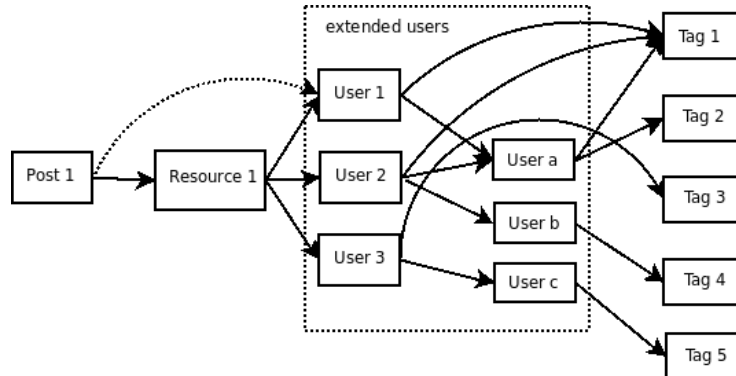 extended users
Post 1
Resource 1
User 1
User 2
User 3
User a
User b
User c
Tag 1
Tag 2
Tag 3
Tag 4
Tag 5